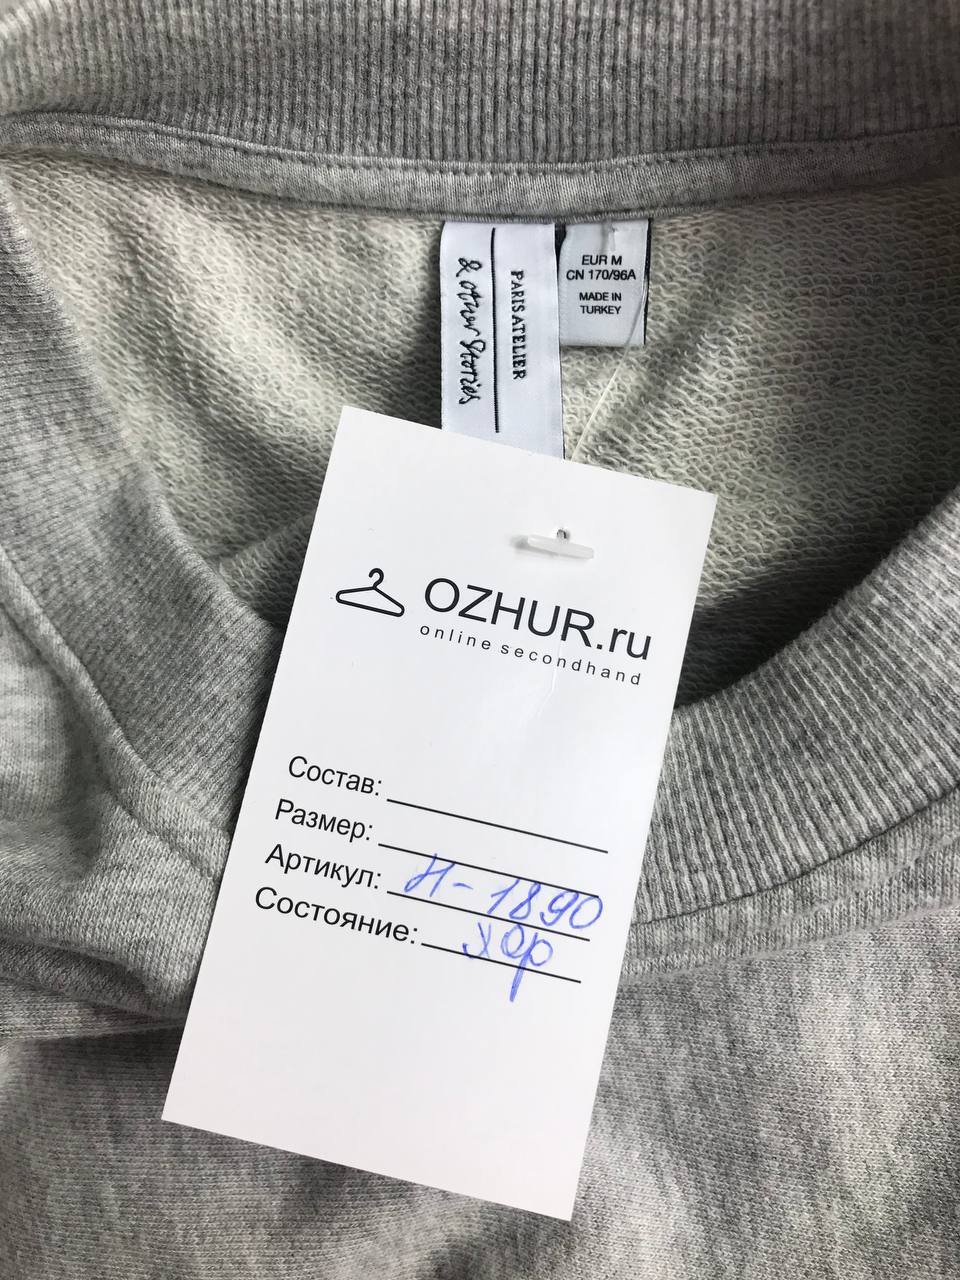 PARIS ATELIER
& other Stories
EUR M
CN 170/96A
MADE IN
TURKEY
OZHUR.ru
online secondhand
Состав:
Размер:
Артикул: Н-1890
Состояние: хор